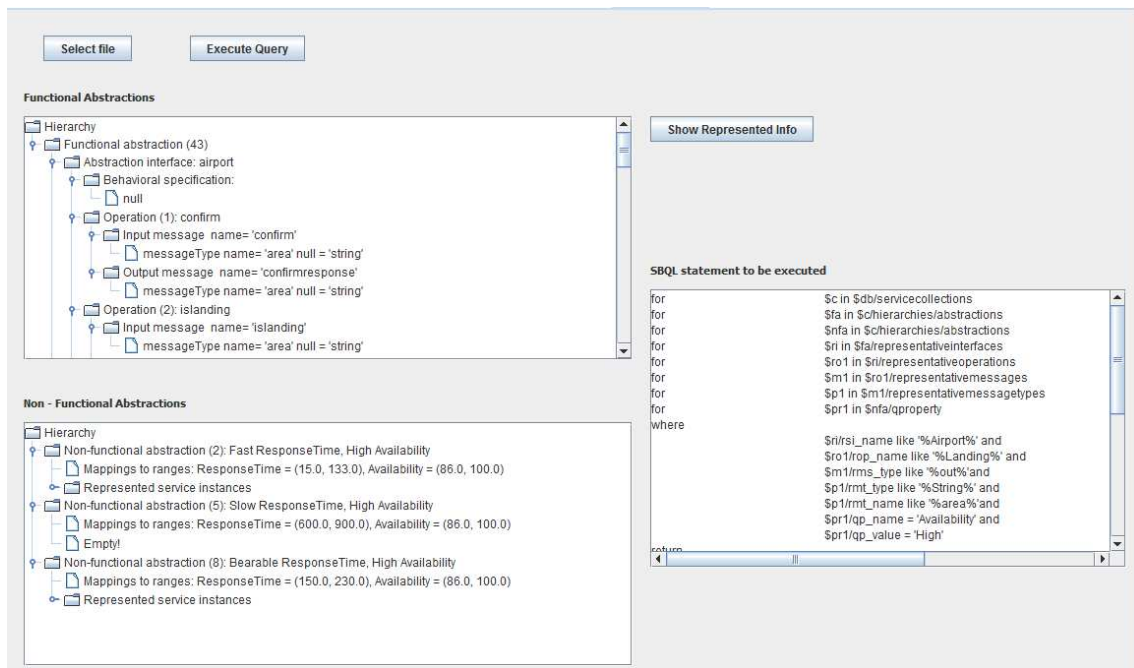 Select file
Execute Query
Functional Abstractions
Hierarchy
Functional abstraction (43)
Abstraction interface: airport
Behavioral specification:
null
Operation (1): confirm
Input message name= 'confirm'
messageType name= 'area' null = 'string'
Output message name= 'confirmresponse'
messageType name= 'area' null = 'string'
Operation (2): islanding
Input message name= 'islanding'
messageType name= 'area' null = 'string'
Non - Functional Abstractions
Hierarchy
Non-functional abstraction (2): Fast ResponseTime, High Availability
Mappings to ranges: ResponseTime = (15.0, 133.0), Availability = (86.0, 100.0)
Represented service instances
Non-functional abstraction (5): Slow ResponseTime, High Availability
Mappings to ranges: ResponseTime = (600.0, 900.0), Availability = (86.0, 100.0)
Empty!
Non-functional abstraction (8): Bearable ResponseTime, High Availability
Mappings to ranges: ResponseTime = (150.0, 230.0), Availability = (86.0, 100.0)
Represented service instances
Show Represented Info
SBQL statement to be executed
for $c in $db/servicecollections
for $fa in $c/hierarchies/abstractions
for $nfa in $c/hierarchies/abstractions
for $ri in $fa/representativeinterfaces
for $ro1 in $ri/representativeoperations
for $m1 in $ro1/representativemessages
for $p1 in $m1/representativemessagetypes
for $pr1 in $nfa/qproperty
where
$ri/rsi_name like '%Airport%' and
$ro1/rop_name like '%Landing%' and
$m1/rms_type like '%out%'and
$p1/rmt_type like '%String%' and
$p1/rmt_name like '%area%'and
$pr1/qp_name = 'Availability' and
$pr1/qp_value = 'High'
return